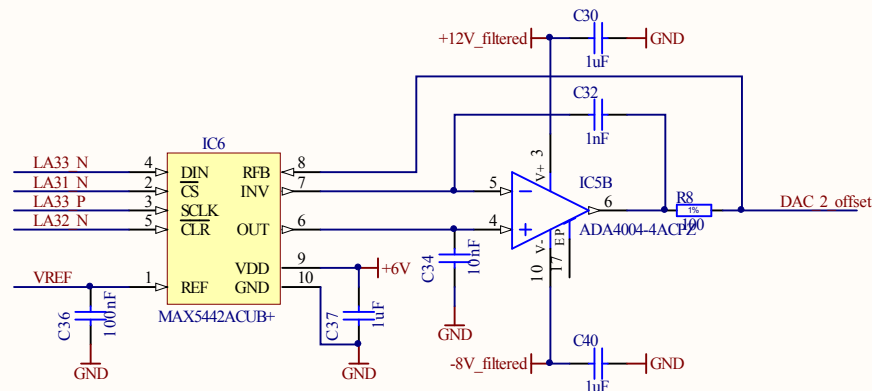 C30
+12V_filtered
GND
1uF
C32
1nF
IC6
LA33_N
4
DIN
RFB
8
LA31_N
2
CS
INV
7
5
3
V+
IC5B
LA33_P
3
SCLK
6
R8
1%
100
DAC_2_offset
LA32_N
5
CLR
OUT
6
4
ADA4004-4ACPZ
V-
10
EP
17
C34
10nF
VDD
9
+6V
VREF
1
REF
GND
10
MAX5442ACUB+
C36
100nF
C37
1uF
GND
GND
GND
C40
-8V_filtered
GND
1uF